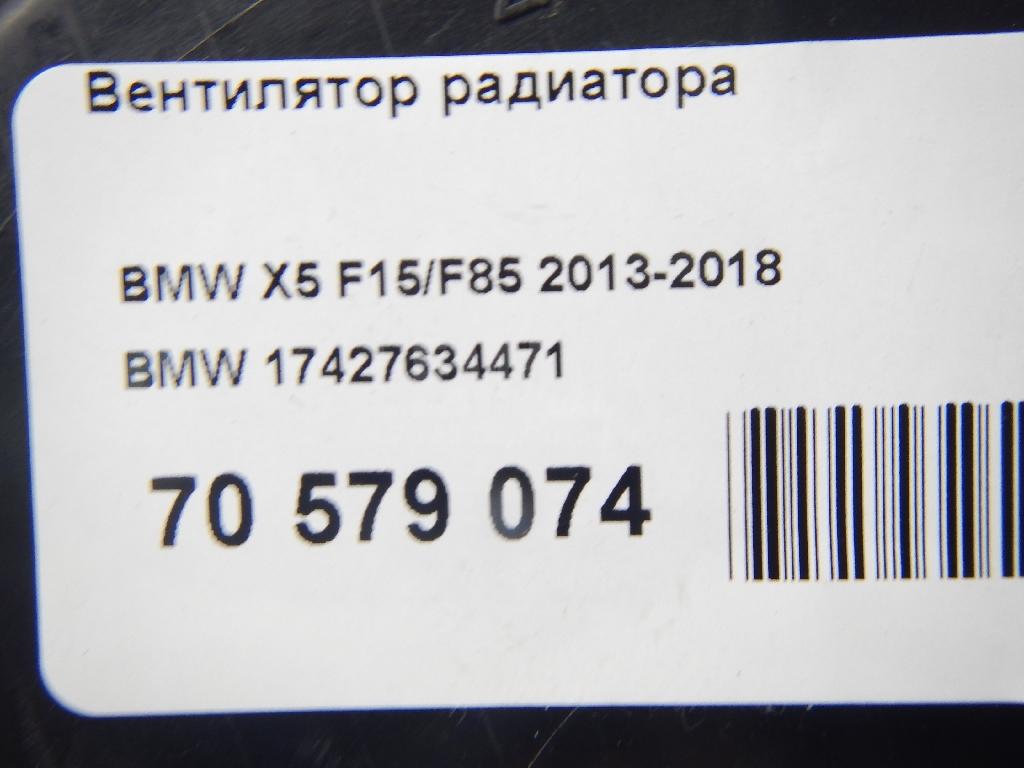 Вентилятор радиатора
BMW X5 F15/F85 2013-2018
BMW 17427634471
70 579 074